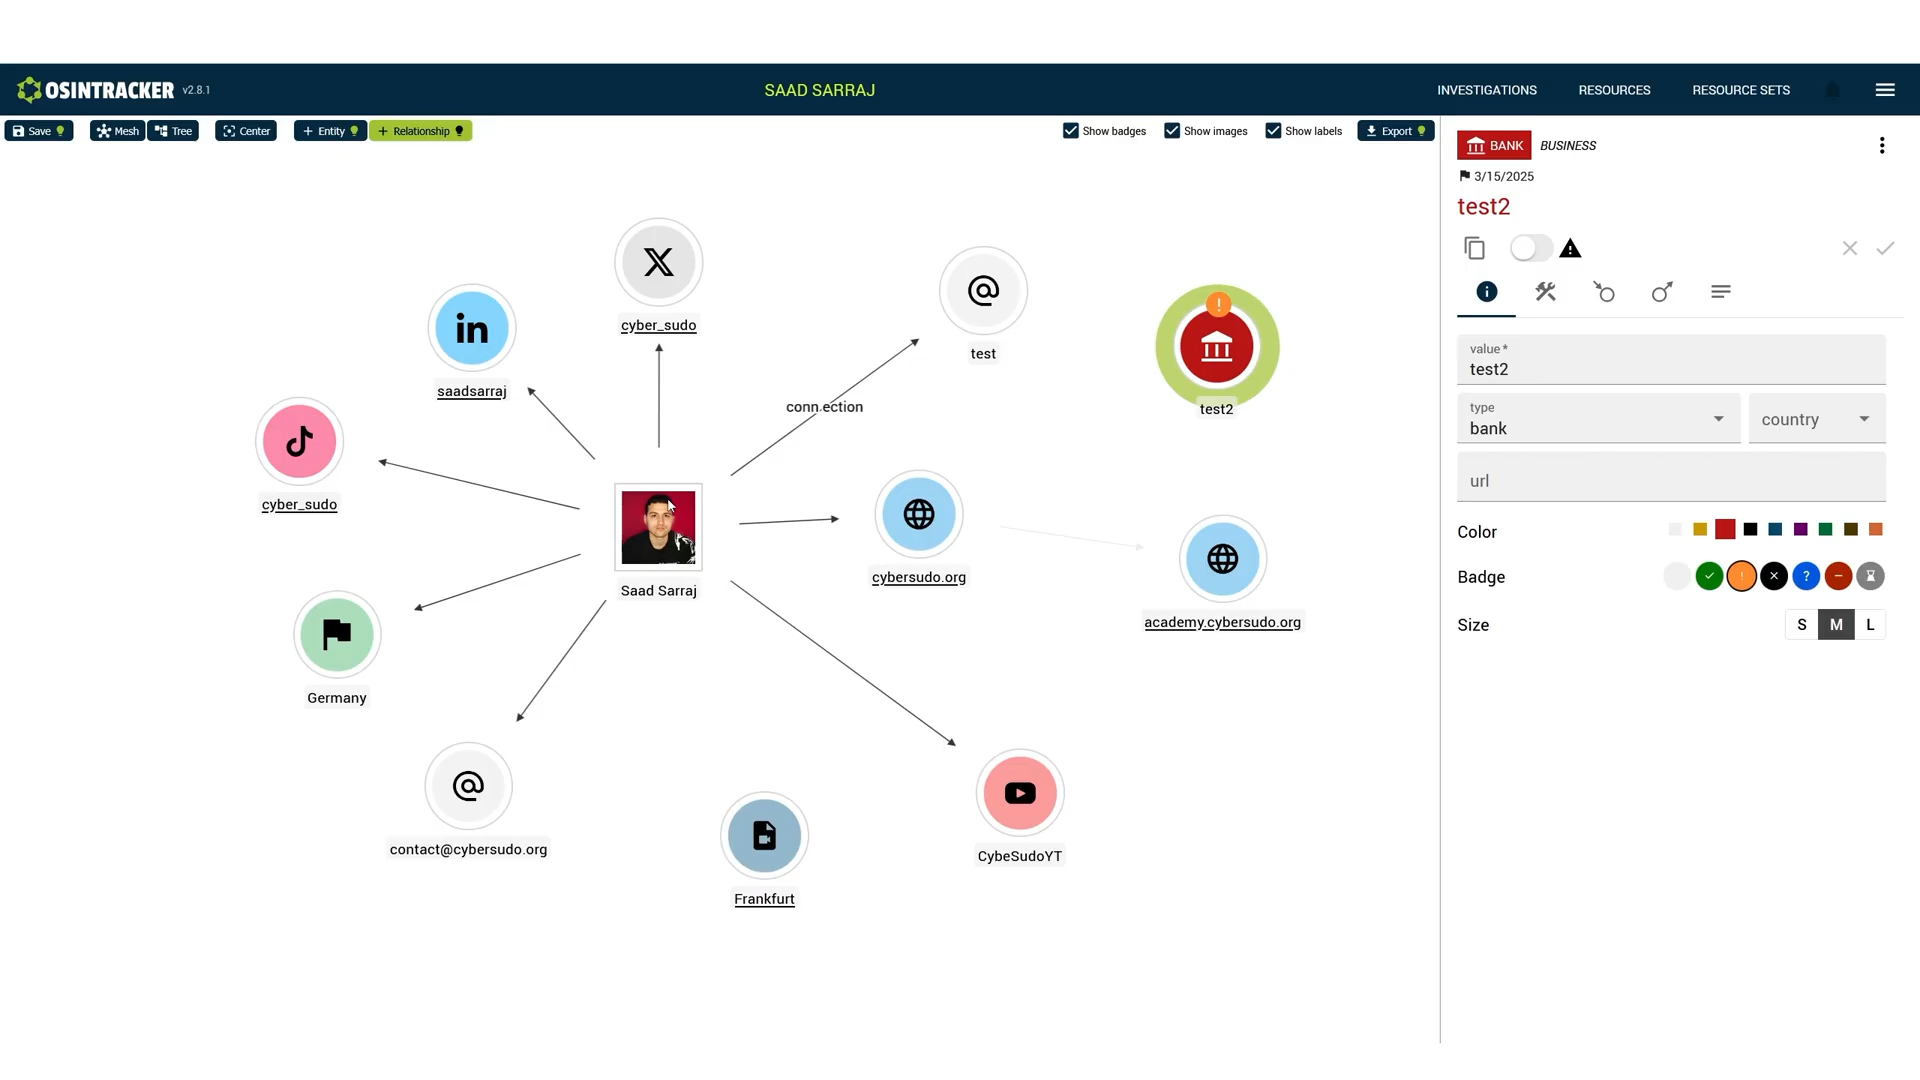 OSINTRACKER v2.8.1
SAAD SARRAJ
INVESTIGATIONS
RESOURCES
RESOURCE SETS
Save
Mesh
Tree
Center
+ Entity
+ Relationship
Show badges
Show images
Show labels
Export
cyber_sudo
saadsarraj
cyber_sudo
test
connection
test2
cybersudo.org
academy.cybersudo.org
Saad Sarraj
Germany
contact@cybersudo.org
Frankfurt
CybeSudoYT
BANK
BUSINESS
3/15/2025
test2
value *
test2
type
bank
country
url
Color
Badge
Size
S
M
L